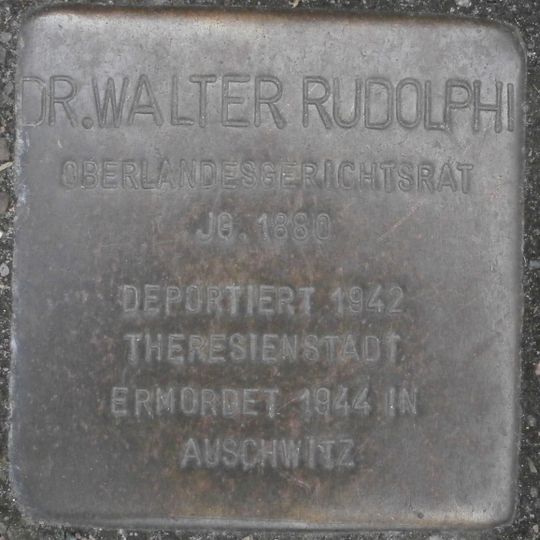 DR.WALTER RUDOLPHI
OBERLANDESGERICHTSRAT
JG. 1880
DEPORTIERT 1942
THERESIENSTADT
ERMORDET 1944 IN
AUSCHWITZ